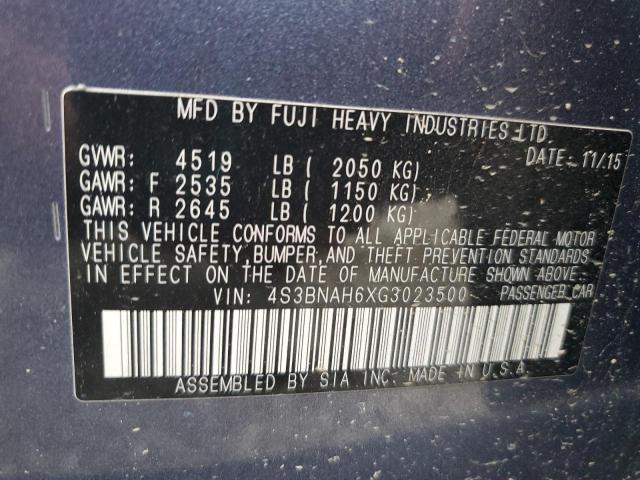 MFD BY FUJI HEAVY INDUSTRIES LTD.
DATE: 11/15
GVWR: 4519 LB ( 2050 KG)
GAWR: F 2535 LB ( 1150 KG)
GAWR: R 2645 LB ( 1200 KG)
THIS VEHICLE CONFORMS TO ALL APPLICABLE FEDERAL MOTOR
VEHICLE SAFETY, BUMPER, AND THEFT PREVENTION STANDARDS
IN EFFECT ON THE DATE OF MANUFACTURE SHOWN ABOVE.
VIN: 4S3BNAH6XG3023500 PASSENGER CAR
ASSEMBLED BY SIA INC. MADE IN U.S.A.